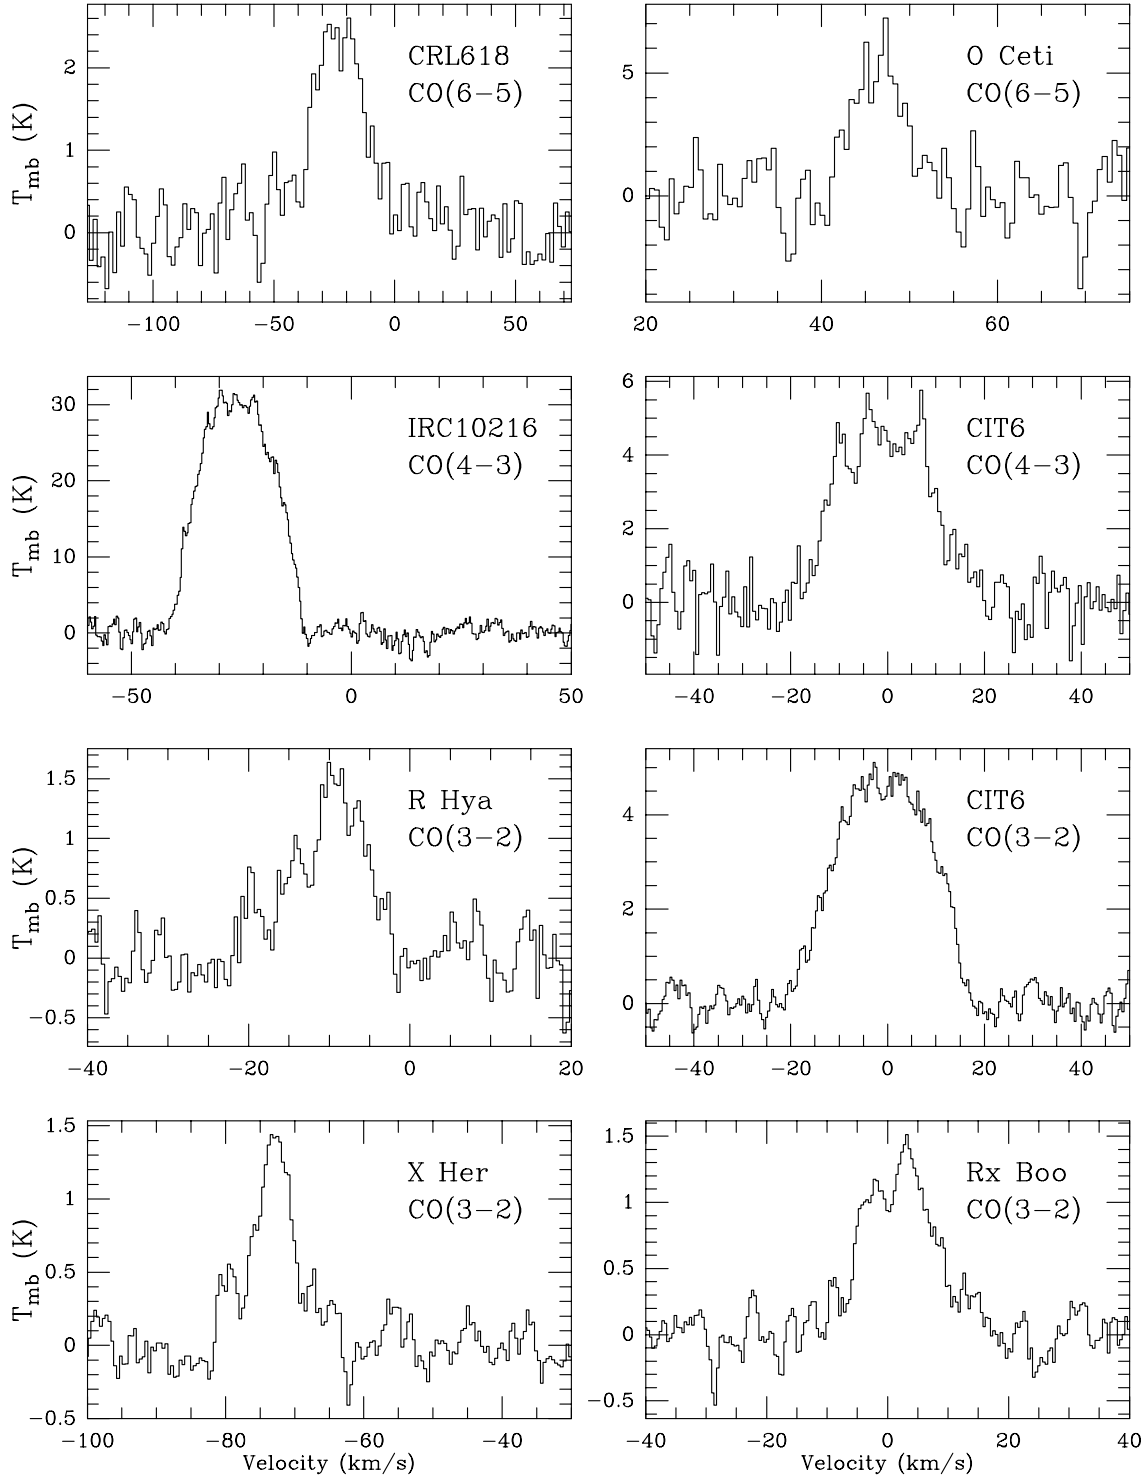 CRL618
CO(6−5)
T_mb (K)
2
1
0
−100 −50 0 50
O Ceti
CO(6−5)
5
0
20 40 60
IRC10216
CO(4−3)
T_mb (K)
30
20
10
0
−50 0 50
CIT6
CO(4−3)
6
4
2
0
−40 −20 0 20 40
R Hya
CO(3−2)
T_mb (K)
1.5
1
0.5
0
−0.5
−40 −20 0 20
CIT6
CO(3−2)
4
2
0
−40 −20 0 20 40
X Her
CO(3−2)
T_mb (K)
1.5
1
0.5
0
−0.5
−100 −80 −60 −40
Velocity (km/s)
Rx Boo
CO(3−2)
1.5
1
0.5
0
−0.5
−40 −20 0 20 40
Velocity (km/s)